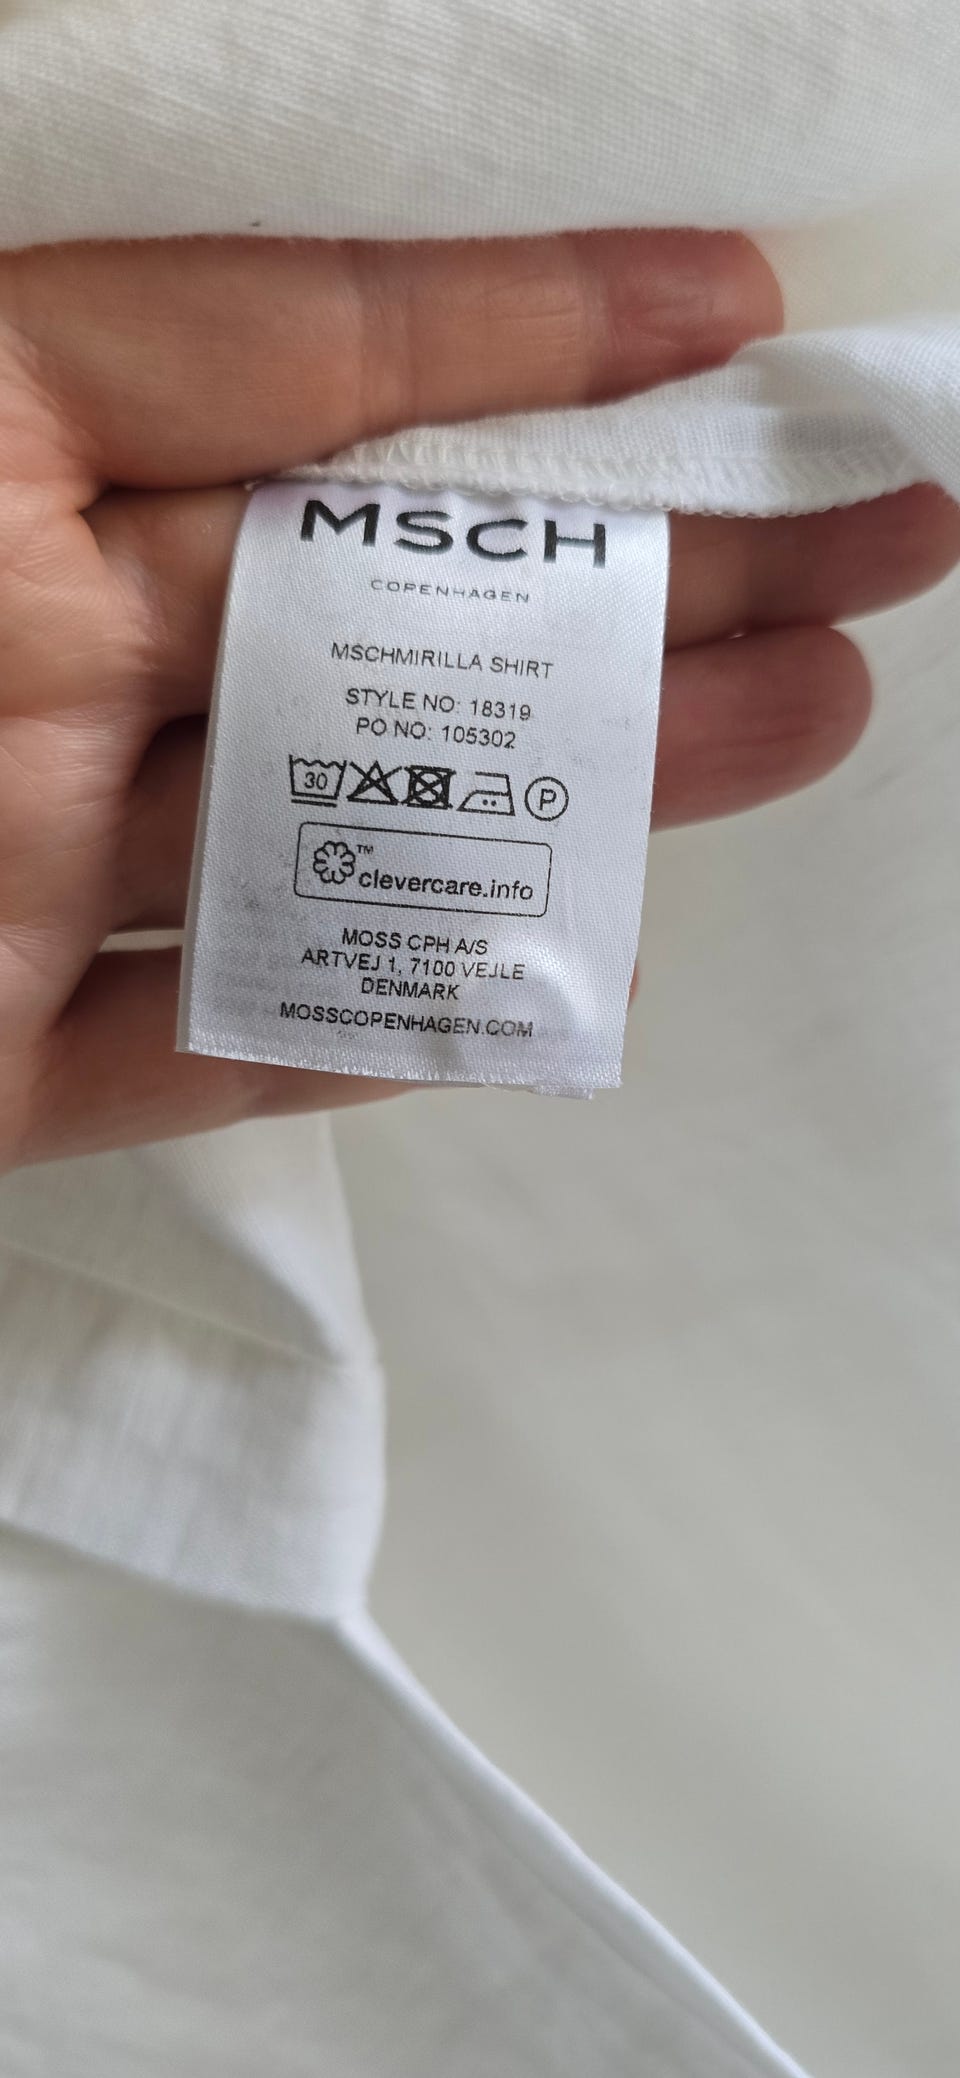 MSCH
COPENHAGEN
MSCHMIRILLA SHIRT
STYLE NO: 18319
PO NO: 105302
30 P
TM
clevercare.info
MOSS CPH A/S
ARTVEJ 1, 7100 VEJLE
DENMARK
MOSSCOPENHAGEN.COM